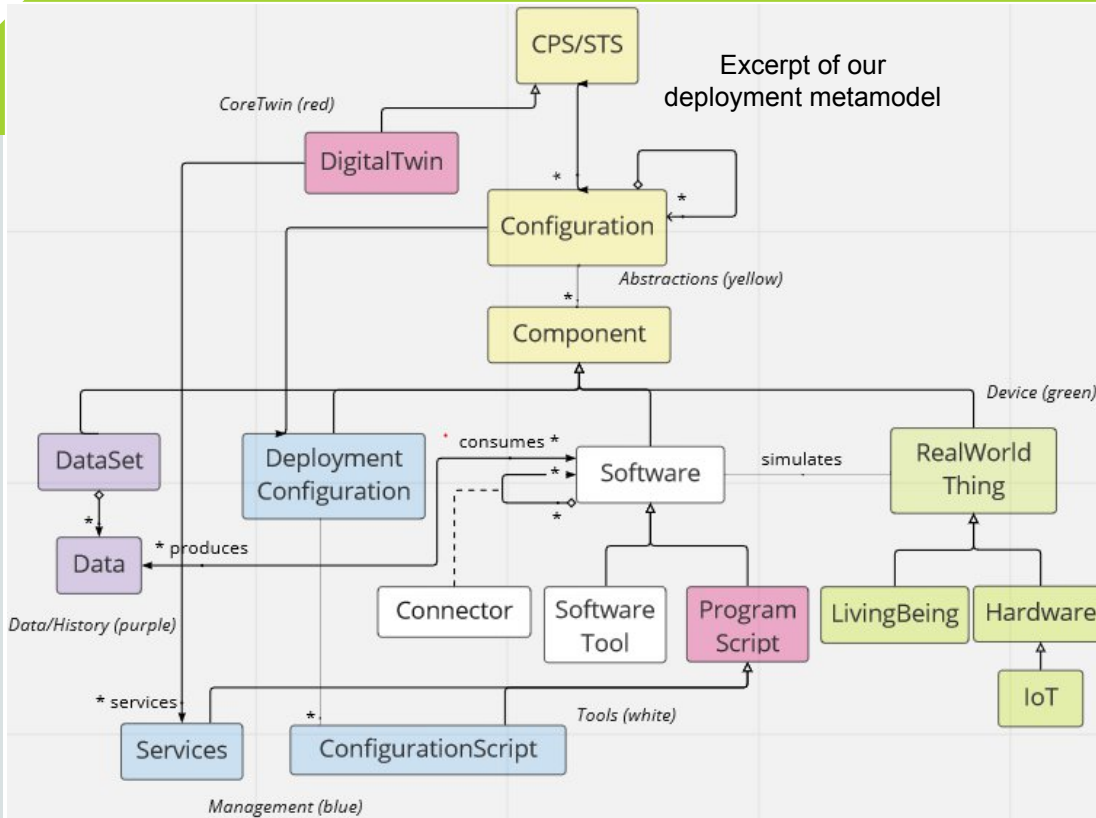 CPS/STS
Excerpt of our
deployment metamodel
CoreTwin (red)
DigitalTwin
*
*
Configuration
Abstractions (yellow)
*
Component
Device (green)
DataSet
Deployment
Configuration
* consumes *
*
*
Software
simulates
RealWorld
Thing
*
Data
* produces
Connector
Software
Tool
Program
Script
LivingBeing
Hardware
Data/History (purple)
IoT
* services
*
Tools (white)
Services
ConfigurationScript
Management (blue)